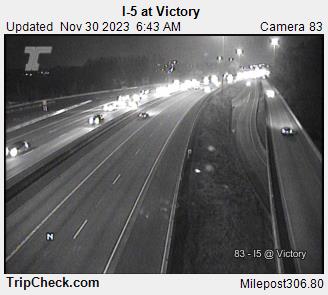 I-5 at Victory
Updated Nov 30 2023 6:43 AM Camera 83
T
N
83 - I5 @ Victory
TripCheck.com Milepost306.80